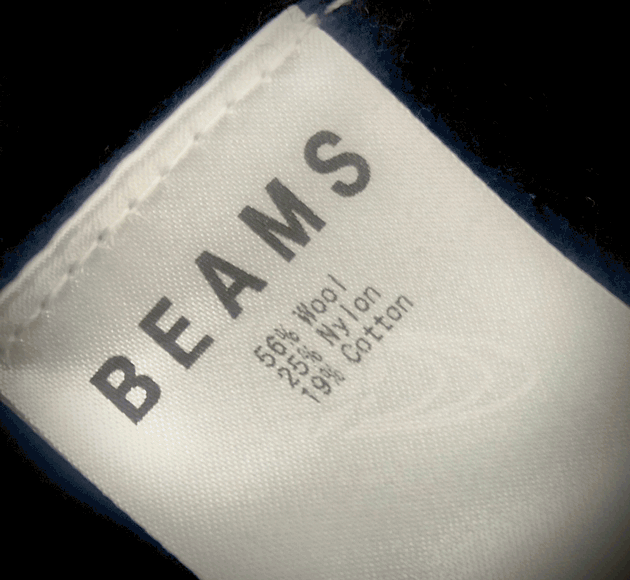 BEAMS
56% Wool
25% Nylon
19% Cotton